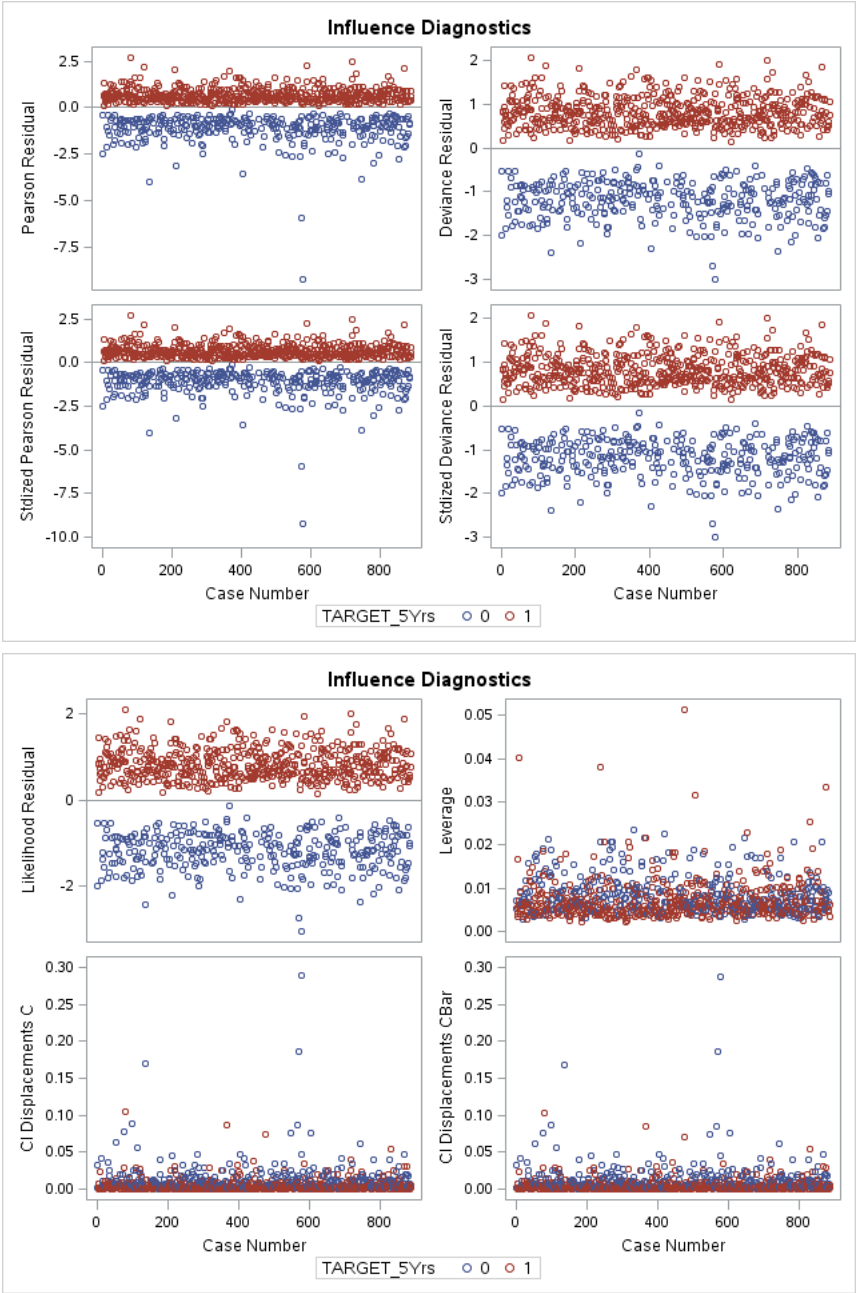 Influence Diagnostics
Pearson Residual
2.5
0.0
-2.5
-5.0
-7.5
Deviance Residual
2
1
0
-1
-2
-3
Stdized Pearson Residual
2.5
0.0
-2.5
-5.0
-7.5
-10.0
0 200 400 600 800
Case Number
Stdized Deviance Residual
2
1
0
-1
-2
-3
0 200 400 600 800
Case Number
TARGET_5Yrs 0 1
Influence Diagnostics
Likelihood Residual
2
0
-2
Leverage
0.05
0.04
0.03
0.02
0.01
0.00
CI Displacements C
0.30
0.25
0.20
0.15
0.10
0.05
0.00
0 200 400 600 800
Case Number
CI Displacements CBar
0.30
0.25
0.20
0.15
0.10
0.05
0.00
0 200 400 600 800
Case Number
TARGET_5Yrs 0 1